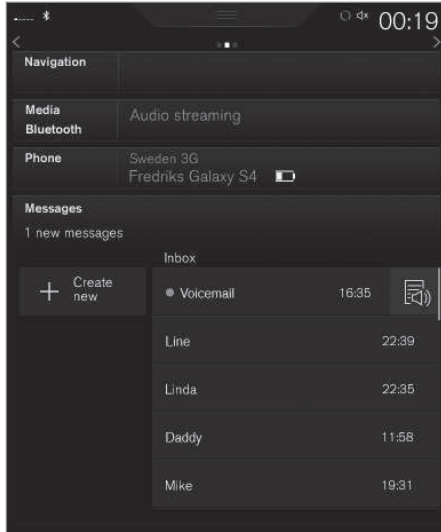 00:19
Navigation
Media
Bluetooth
Audio streaming
Phone
Sweden 3G
Fredriks Galaxy S4
Messages
1 new messages
Inbox
Create
new
Voicemail 16:35
Line 22:39
Linda 22:35
Daddy 11:58
Mike 19:31